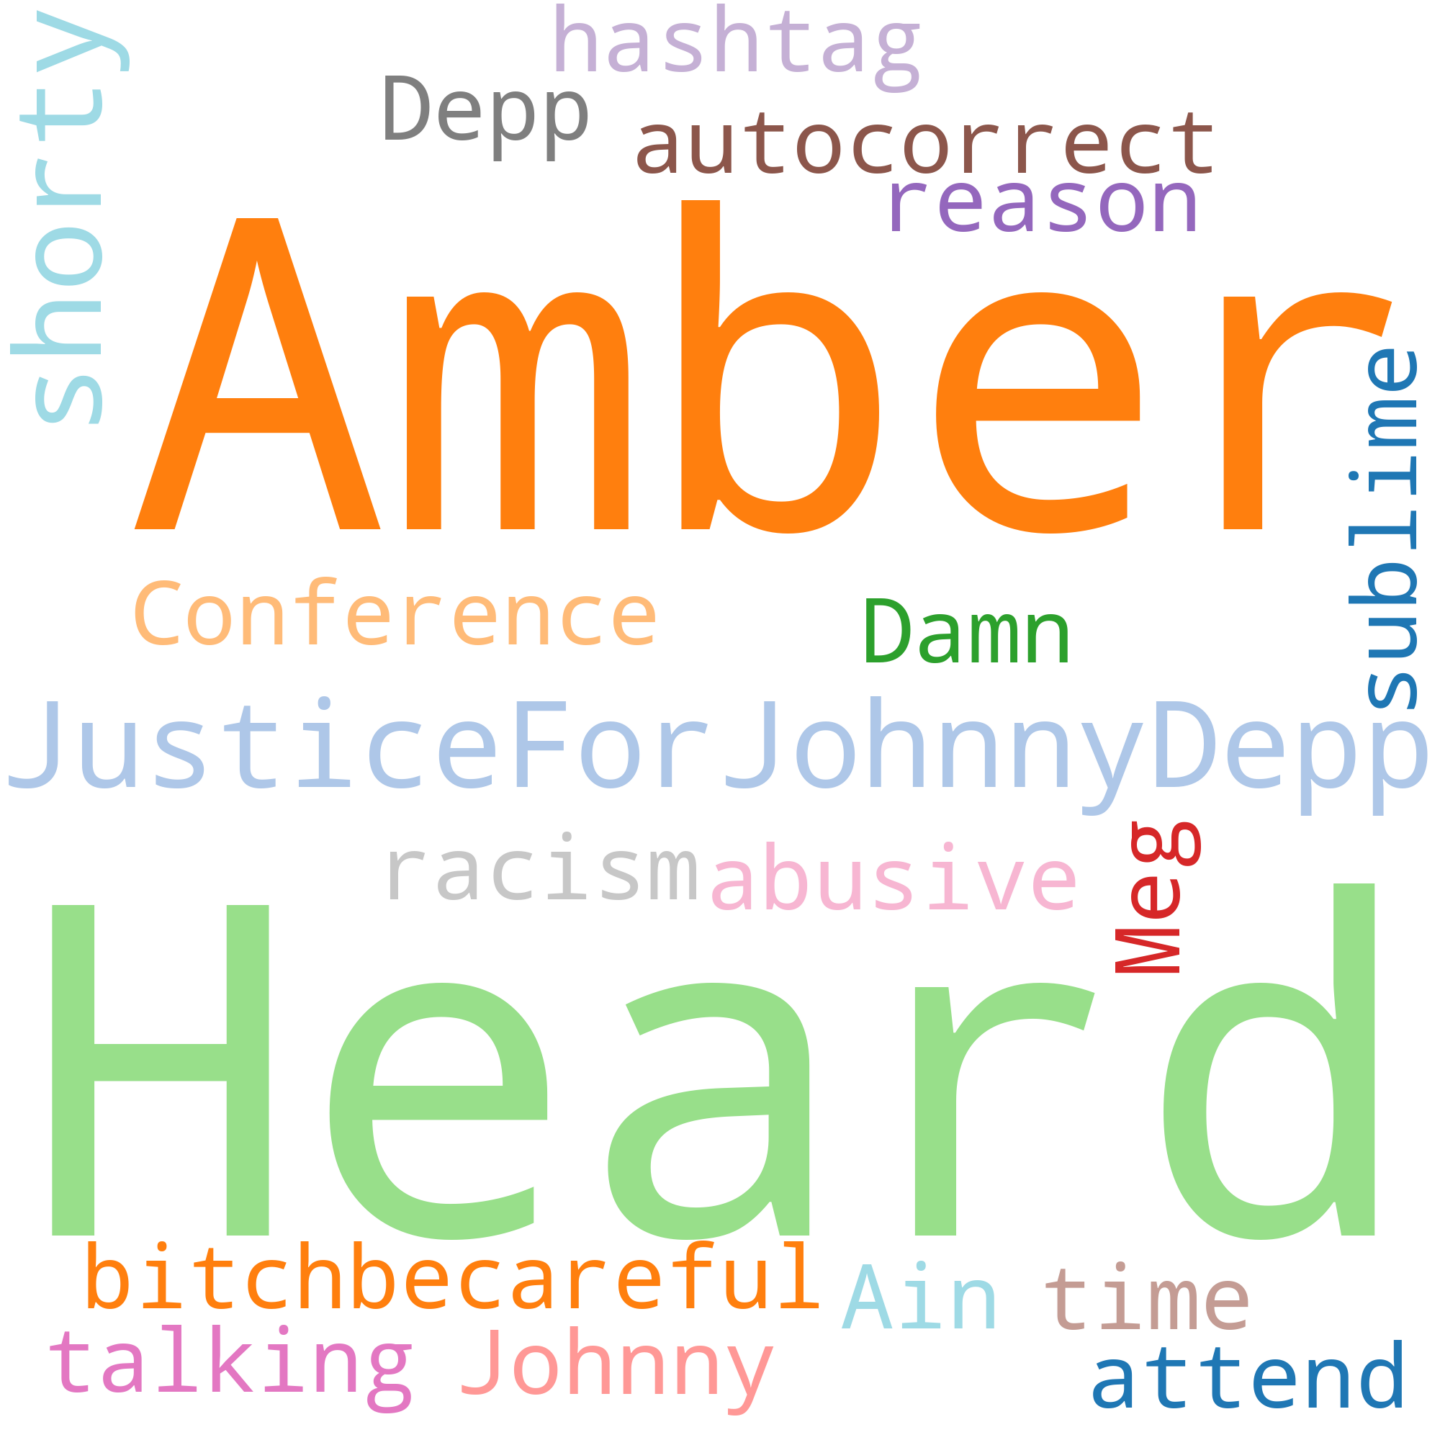 hashtag
shorty
Depp
autocorrect
reason
Amber
sublime
Conference
Damn
JusticeForJohnnyDepp
racism
abusive
Meg
Heard
bitchbecareful
Ain
time
talking
Johnny
attend